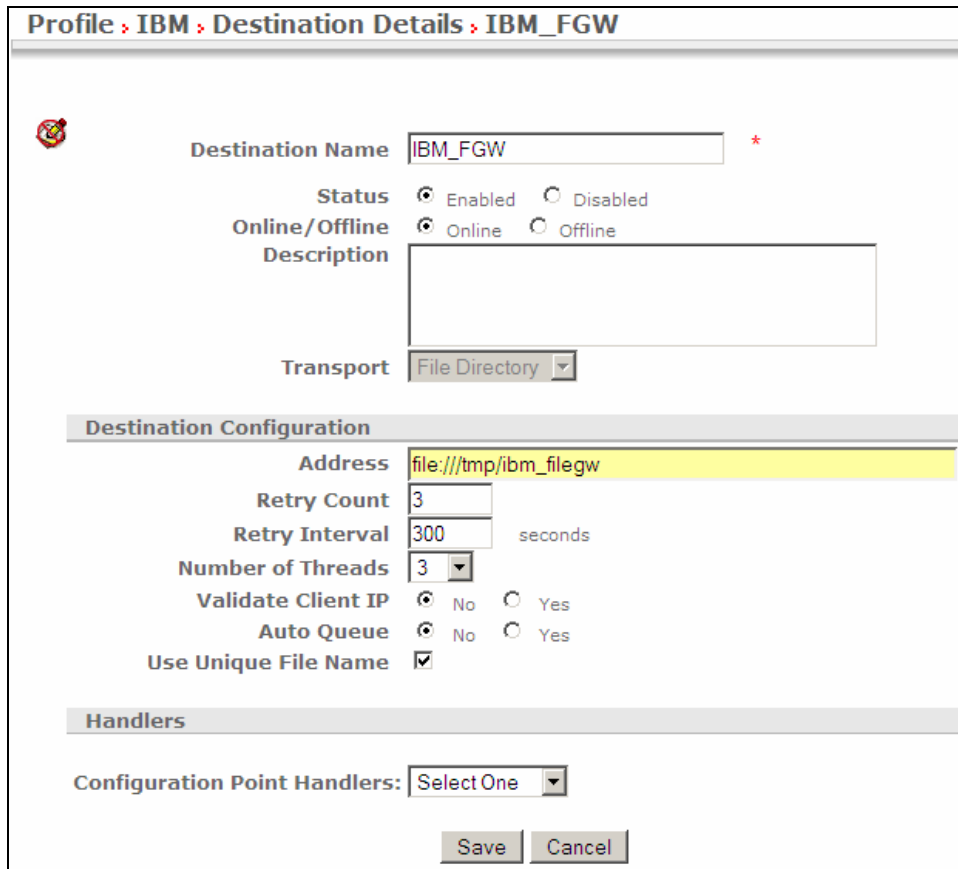 Profile > IBM > Destination Details > IBM_FGW
Destination Name IBM_FGW *
Status Enabled Disabled
Online/Offline Online Offline
Description
Transport File Directory
Destination Configuration
Address file:///tmp/ibm_filegw
Retry Count 3
Retry Interval 300 seconds
Number of Threads 3
Validate Client IP No Yes
Auto Queue No Yes
Use Unique File Name
Handlers
Configuration Point Handlers: Select One
Save Cancel